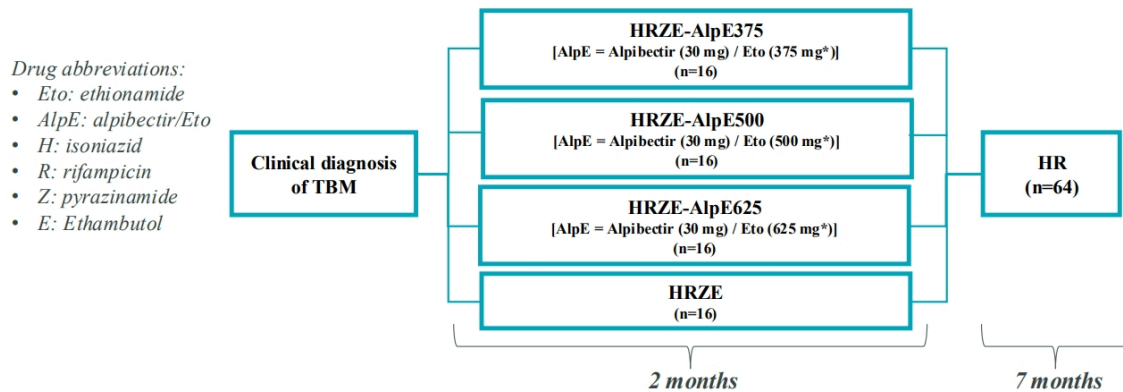 Drug abbreviations:
• Eto: ethionamide
• AlpE: alpibectir/Eto
• H: isoniazid
• R: rifampicin
• Z: pyrazinamide
• E: Ethambutol
Clinical diagnosis
of TBM
HRZE-AlpE375
[AlpE = Alpibectir (30 mg) / Eto (375 mg*)]
(n=16)
HRZE-AlpE500
[AlpE = Alpibectir (30 mg) / Eto (500 mg*)]
(n=16)
HRZE-AlpE625
[AlpE = Alpibectir (30 mg) / Eto (625 mg*)]
(n=16)
HRZE
(n=16)
HR
(n=64)
2 months
7 months